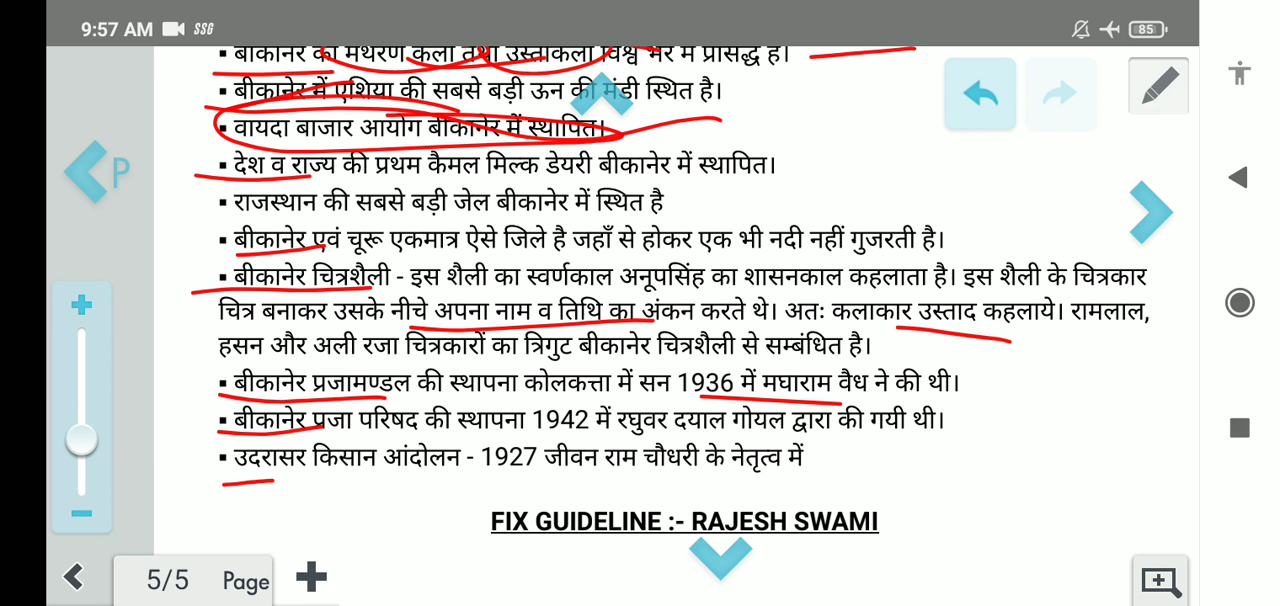 9:57 AM SSG 85
▪ बीकानेर की मथेरण कला तथा उस्ताकला विश्व भर में प्रसिद्ध है।
▪ बीकानेर में एशिया की सबसे बड़ी ऊन की मंडी स्थित है।
▪ वायदा बाजार आयोग बीकानेर में स्थापित।
▪ देश व राज्य की प्रथम कैमल मिल्क डेयरी बीकानेर में स्थापित।
▪ राजस्थान की सबसे बड़ी जेल बीकानेर में स्थित है
▪ बीकानेर एवं चूरू एकमात्र ऐसे जिले है जहाँ से होकर एक भी नदी नहीं गुजरती है।
▪ बीकानेर चित्रशैली - इस शैली का स्वर्णकाल अनूपसिंह का शासनकाल कहलाता है। इस शैली के चित्रकार
चित्र बनाकर उसके नीचे अपना नाम व तिथि का अंकन करते थे। अतः कलाकार उस्ताद कहलाये। रामलाल,
हसन और अली रजा चित्रकारों का त्रिगुट बीकानेर चित्रशैली से सम्बंधित है।
▪ बीकानेर प्रजामण्डल की स्थापना कोलकत्ता में सन 1936 में मघाराम वैध ने की थी।
▪ बीकानेर प्रजा परिषद की स्थापना 1942 में रघुवर दयाल गोयल द्वारा की गयी थी।
▪ उदरासर किसान आंदोलन - 1927 जीवन राम चौधरी के नेतृत्व में
FIX GUIDELINE :- RAJESH SWAMI
P
5/5 Page